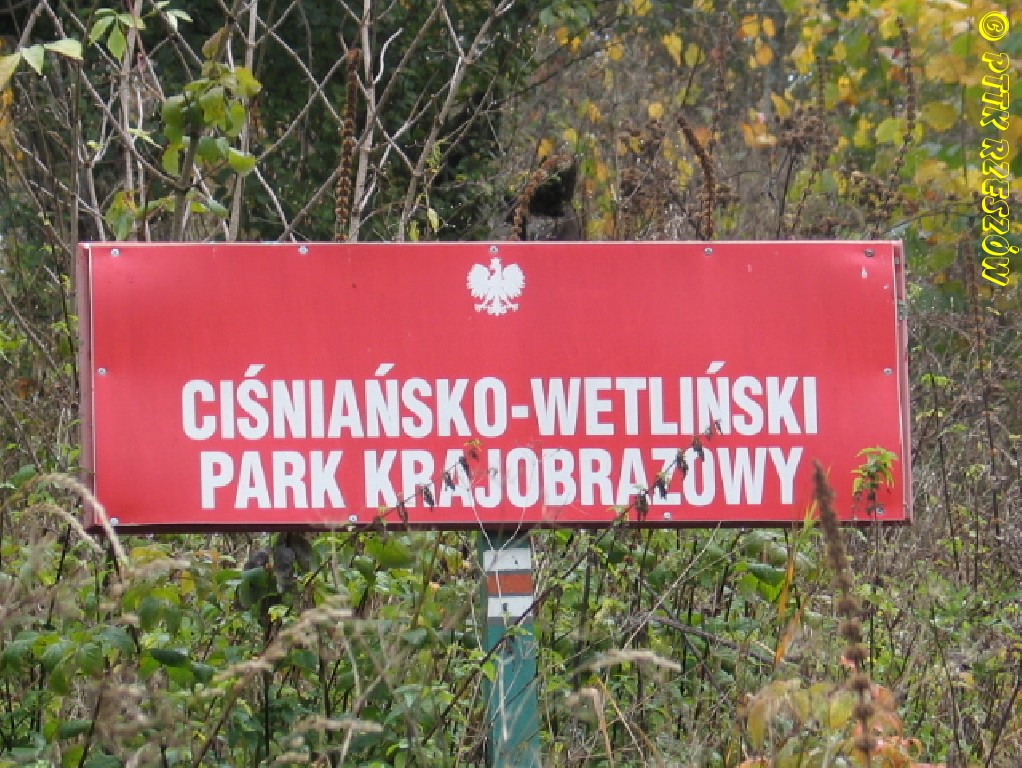 CIŚNIAŃSKO-WETLIŃSKI
PARK KRAJOBRAZOWY
© PTTK RZESZÓW